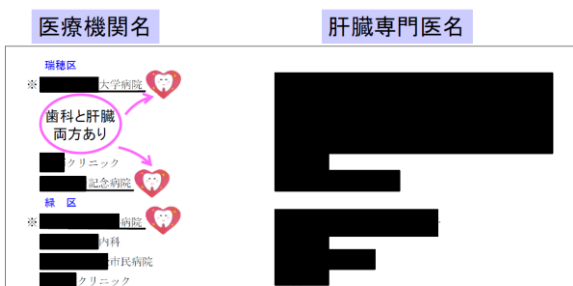 医療機関名
肝臓専門医名
瑞穂区
※ 大学病院
歯科と肝臓
両方あり
クリニック
記念病院
緑 区
※ 病院
内科
市民病院
クリニック